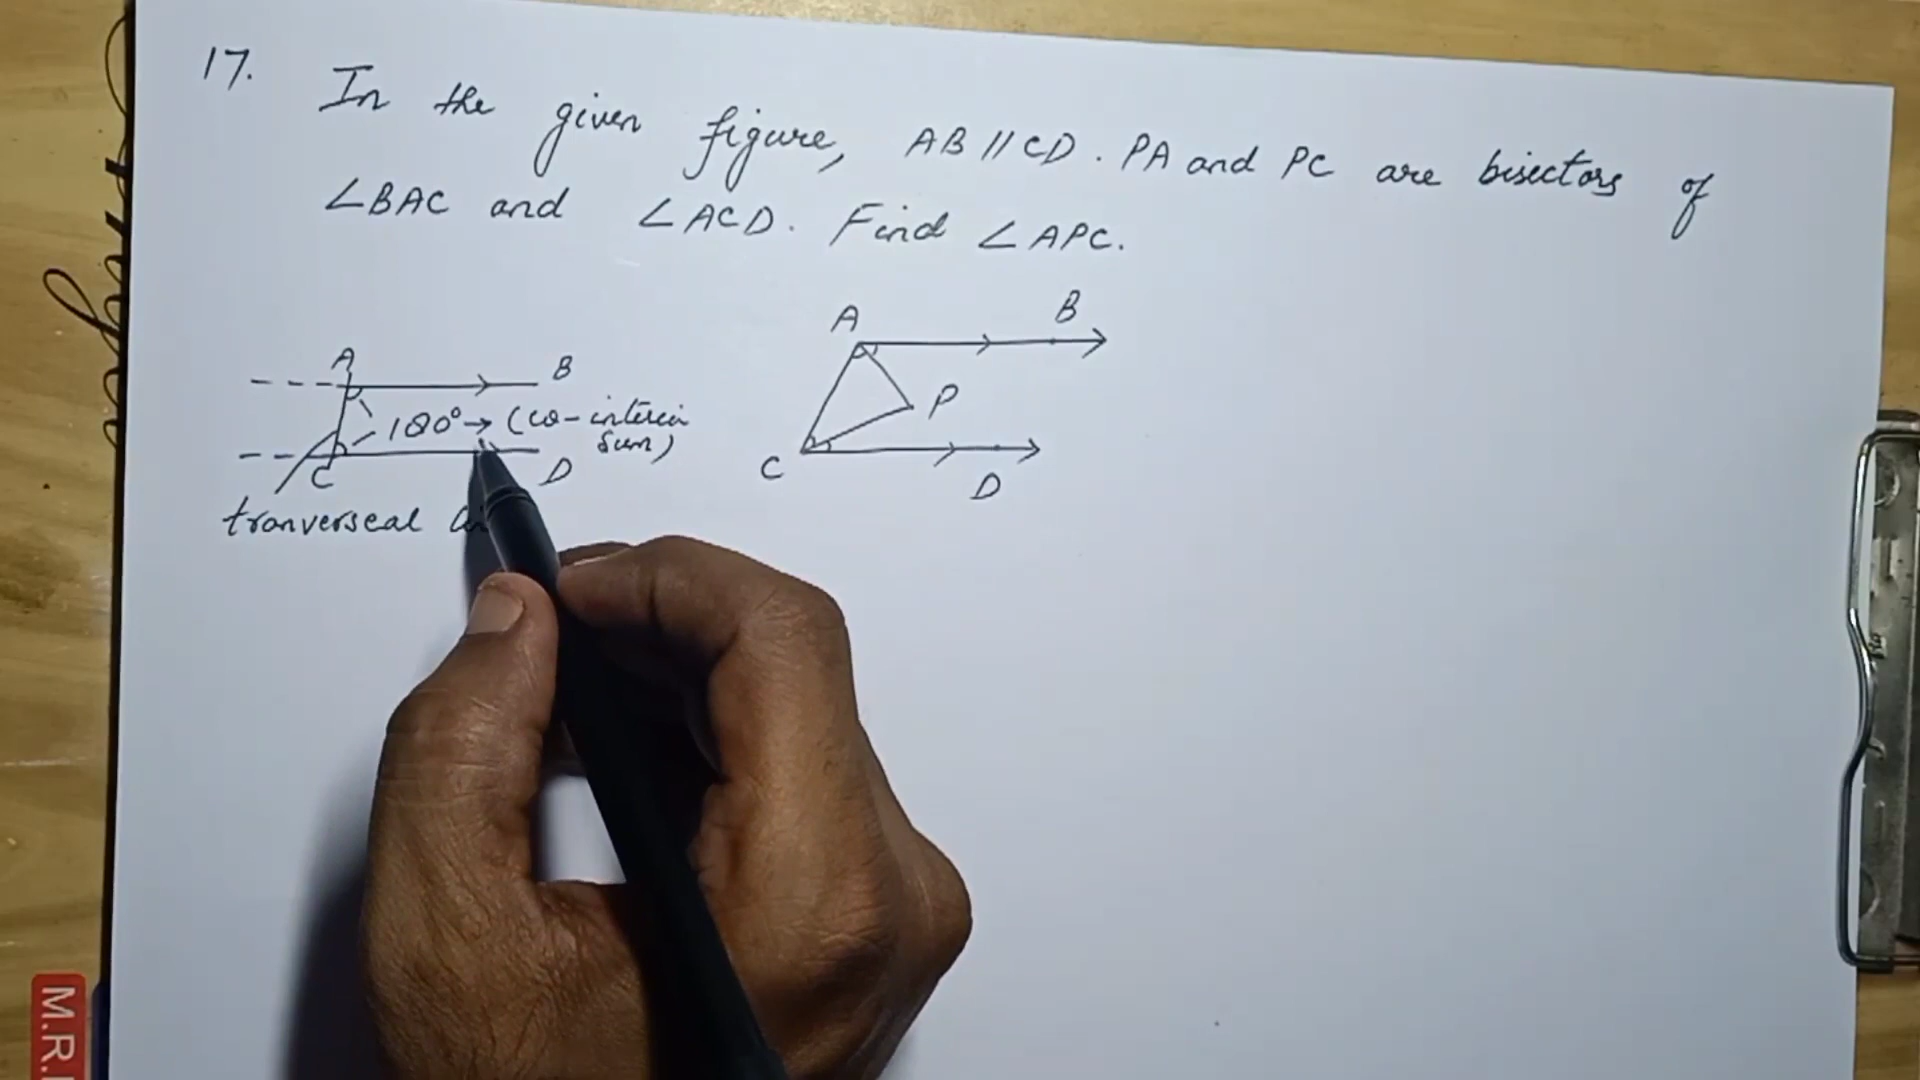 17. In the given figure, AB // CD. PA and PC are bisectors of
∠BAC and ∠ACD. Find ∠APC.
A B
180° → (co-interior
sum)
C D
tranverseal
A B
P
C D
M.R.